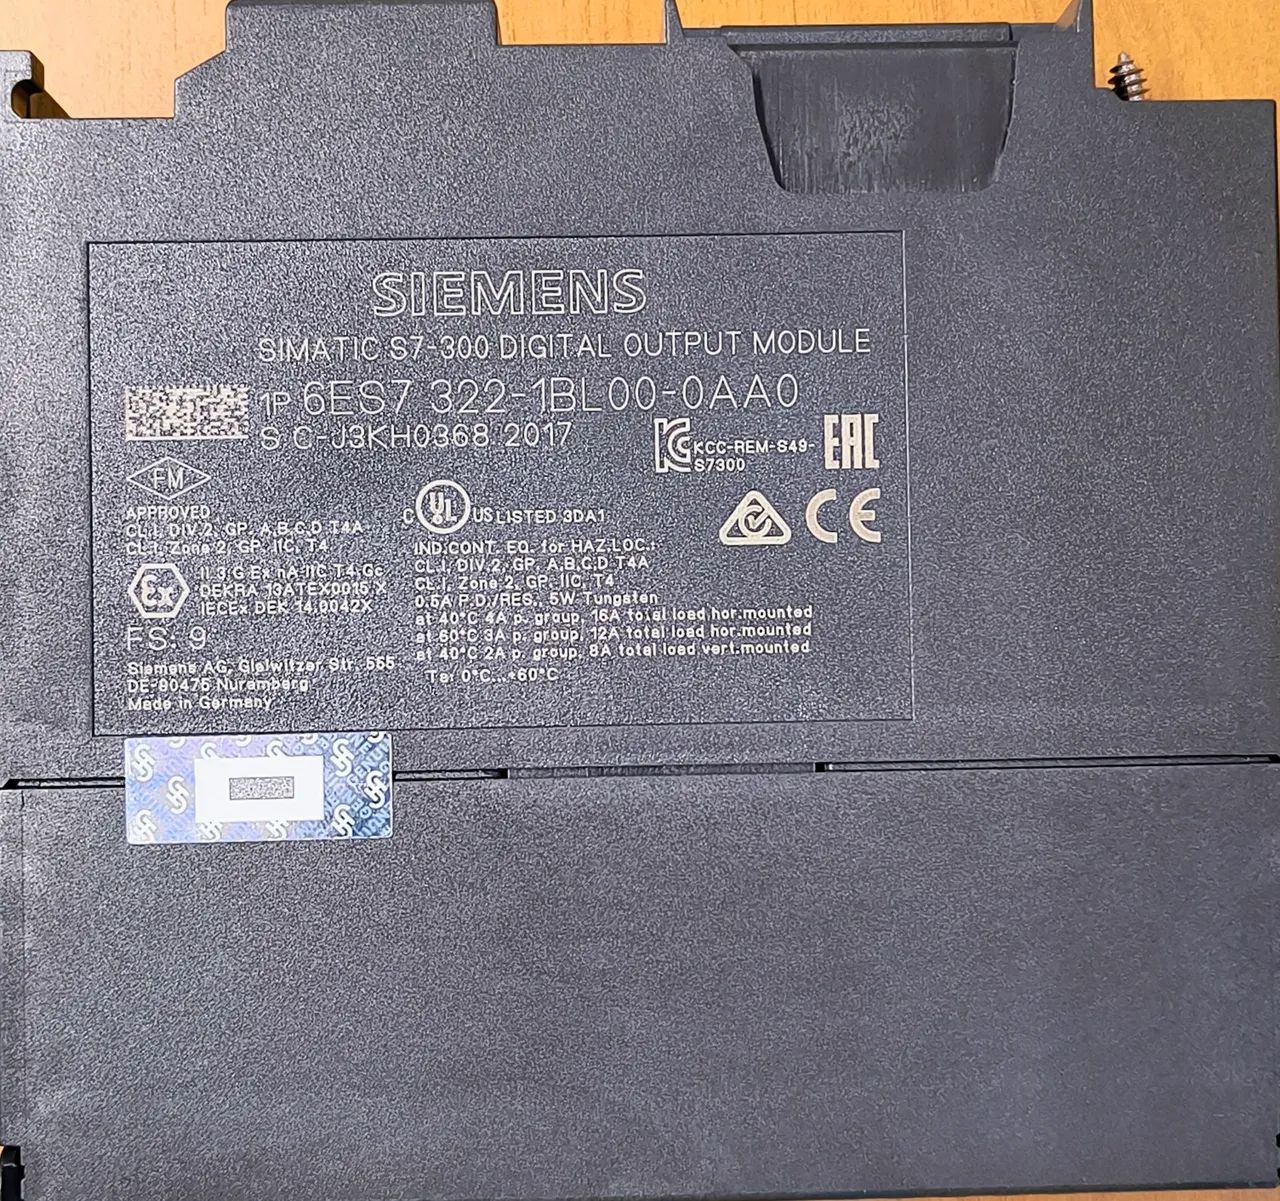 SIEMENS
SIMATIC S7-300 DIGITAL OUTPUT MODULE
1P 6ES7 322-1BL00-0AA0
S C-J3KH0368 2017
KCC-REM-S49-
S7300
EAC
FM
APPROVED
CL.I, DIV.2, GP. A,B,C,D T4A
CL.I, Zone 2, GP. IIC, T4
C UL US LISTED 3DA1
CE
IND.CONT. EQ. for HAZ.LOC.:
CL.I, DIV.2, GP. A,B,C,D T4A
CL.I, Zone 2, GP. IIC, T4
0.5A P.D./RES., 5W Tungsten
at 40°C 4A p. group, 16A total load hor.mounted
at 60°C 3A p. group, 12A total load hor.mounted
at 40°C 2A p. group, 8A total load vert.mounted
Ta: 0°C...+60°C
Ex
II 3 G Ex nA IIC T4 Gc
DEKRA 13ATEX0015 X
IECEx DEK 14.0042X
FS: 9
Siemens AG, Gleiwitzer Str. 555
DE-90475 Nuremberg
Made in Germany